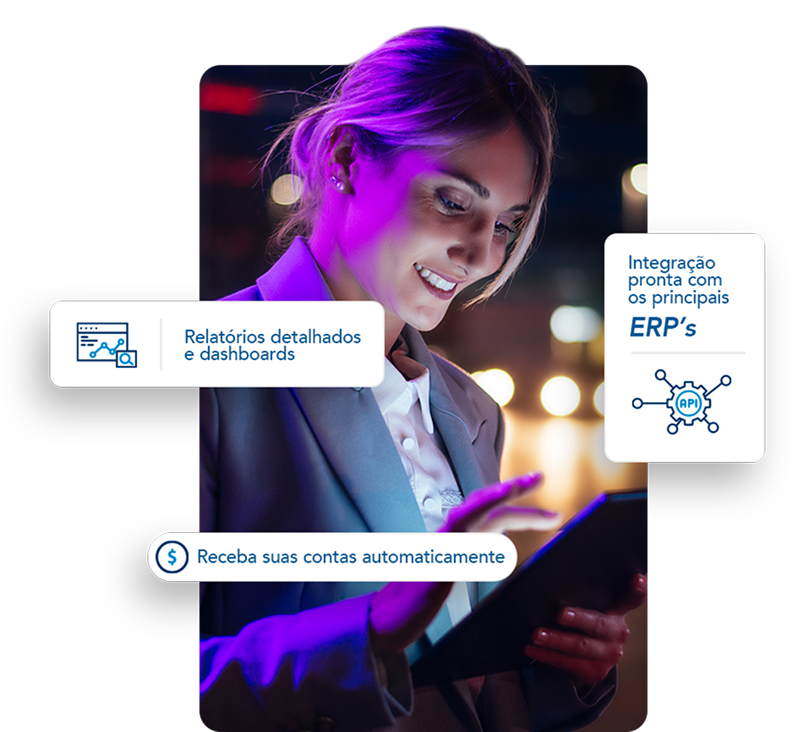 Integração
pronta com
os principais
ERP's
API
Relatórios detalhados
e dashboards
$ Receba suas contas automaticamente